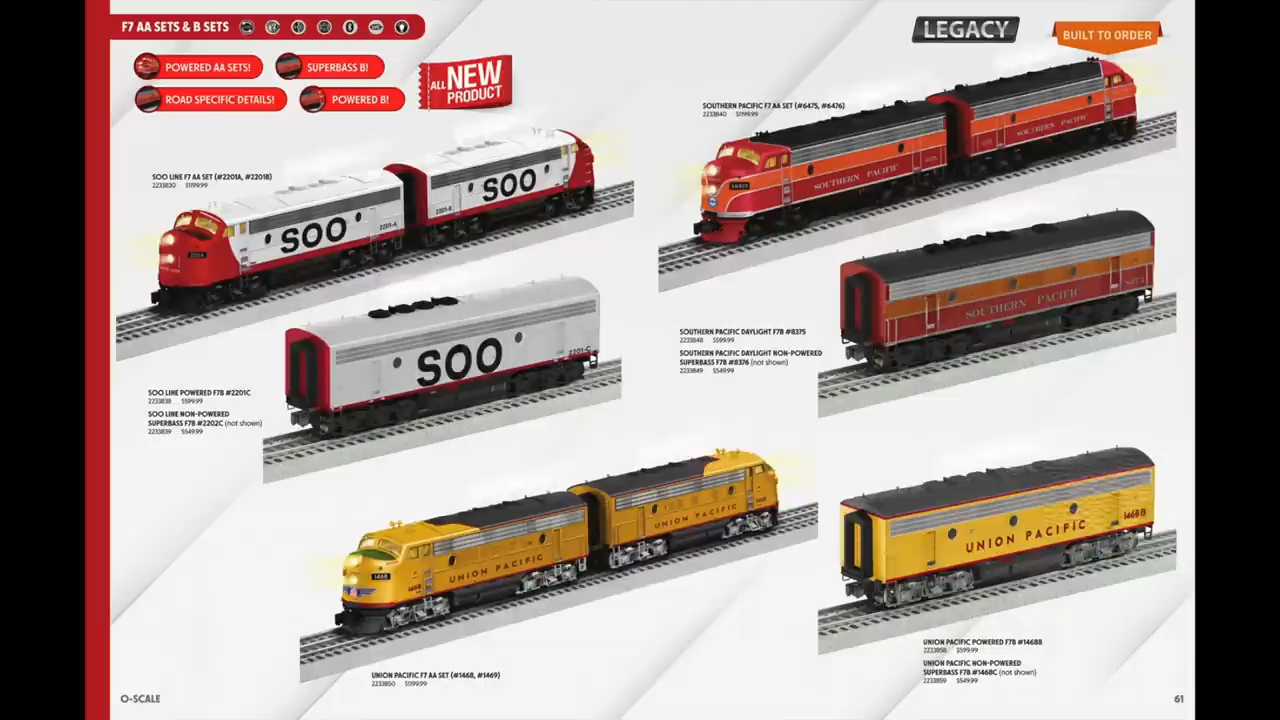 F7 AA SETS & B SETS
LEGACY
BUILT TO ORDER
POWERED AA SETS!
SUPERBASS B!
ROAD SPECIFIC DETAILS!
POWERED B!
ALL NEW
PRODUCT
SOO LINE F7 AA SET (#2201A, #2201B)
2233830 $1199.99
SOO
2201-A
SOO
2201-B
SOUTHERN PACIFIC F7 AA SET (#6475, #6476)
2233840 $1199.99
SOUTHERN PACIFIC
SOUTHERN PACIFIC
SOO
2201-C
SOO LINE POWERED F7B #2201C
2233838 $599.99
SOO LINE NON-POWERED
SUPERBASS F7B #2202C (not shown)
2233839 $549.99
SOUTHERN PACIFIC
SOUTHERN PACIFIC DAYLIGHT F7B #8375
2233848 $599.99
SOUTHERN PACIFIC DAYLIGHT NON-POWERED
SUPERBASS F7B #8376 (not shown)
2233849 $549.99
1468
1468
UNION PACIFIC
UNION PACIFIC
UNION PACIFIC F7 AA SET (#1468, #1469)
2233850 $1199.99
UNION PACIFIC
1468B
UNION PACIFIC POWERED F7B #1468B
2233858 $599.99
UNION PACIFIC NON-POWERED
SUPERBASS F7B #1468C (not shown)
2233859 $549.99
O-SCALE
61